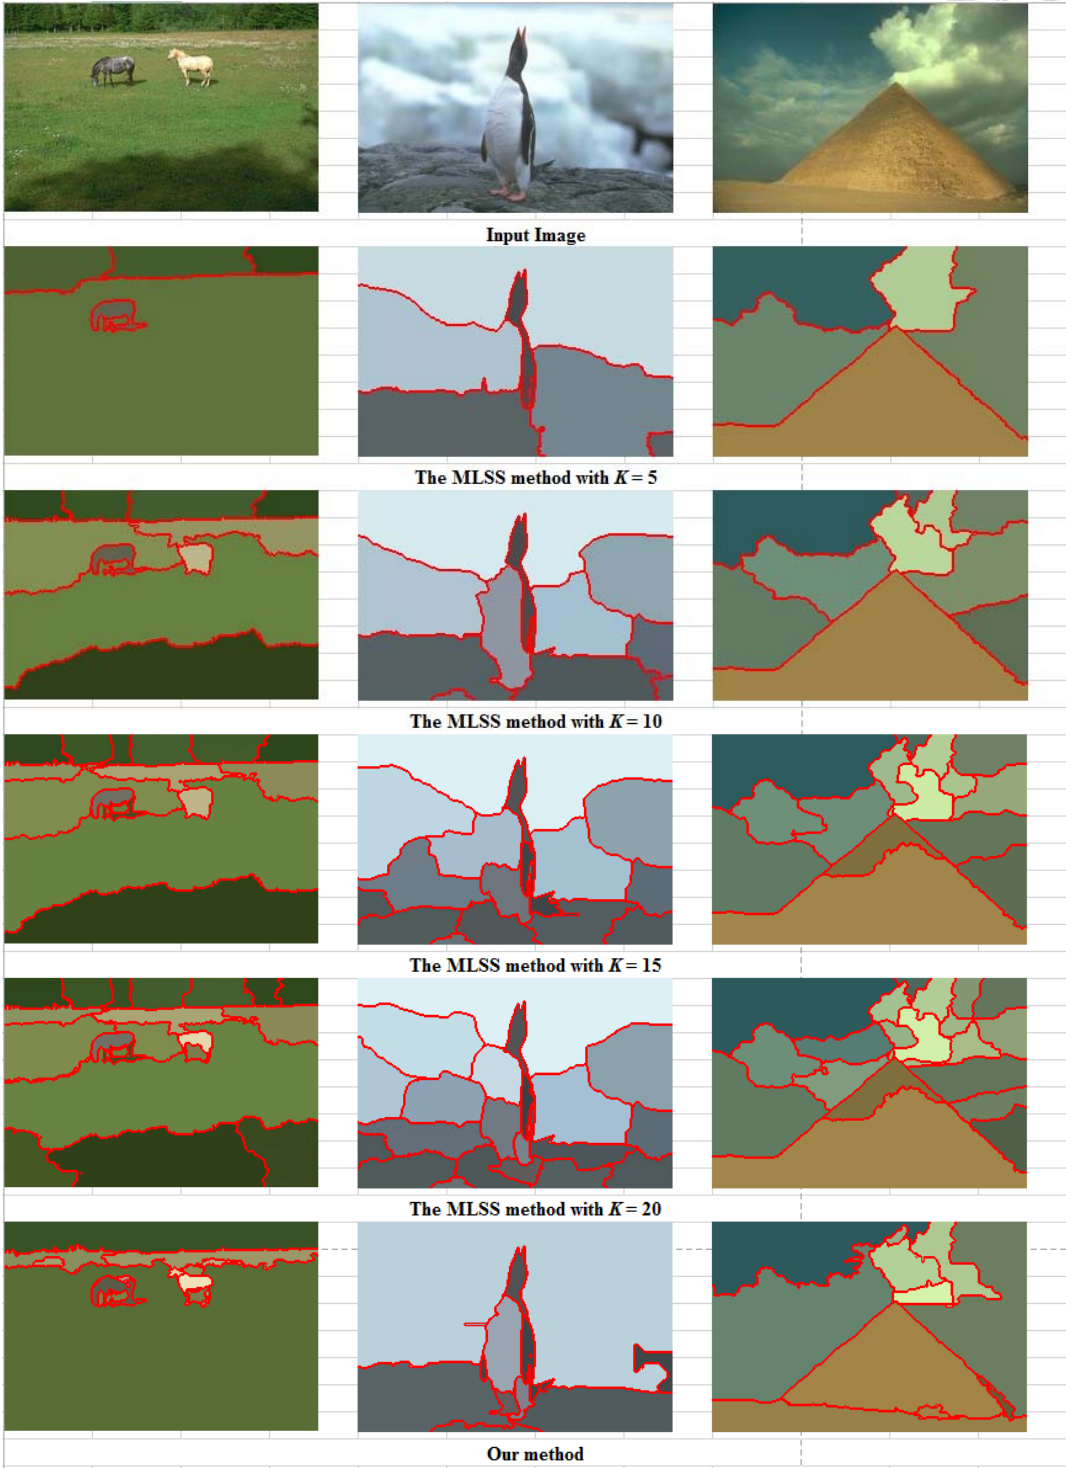 Input Image
The MLSS method with K = 5
The MLSS method with K = 10
The MLSS method with K = 15
The MLSS method with K = 20
Our method